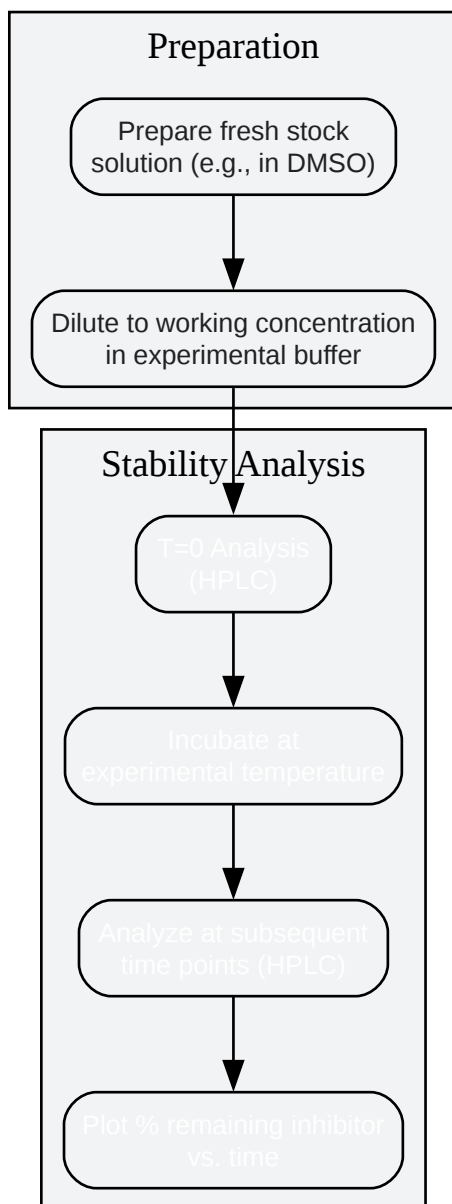 Preparation
Prepare fresh stock
solution (e.g., in DMSO)
Dilute to working concentration
in experimental buffer
Stability Analysis
T=0 Analysis
(HPLC)
Incubate at
experimental temperature
Analyze at subsequent
time points (HPLC)
Plot % remaining inhibitor
vs. time